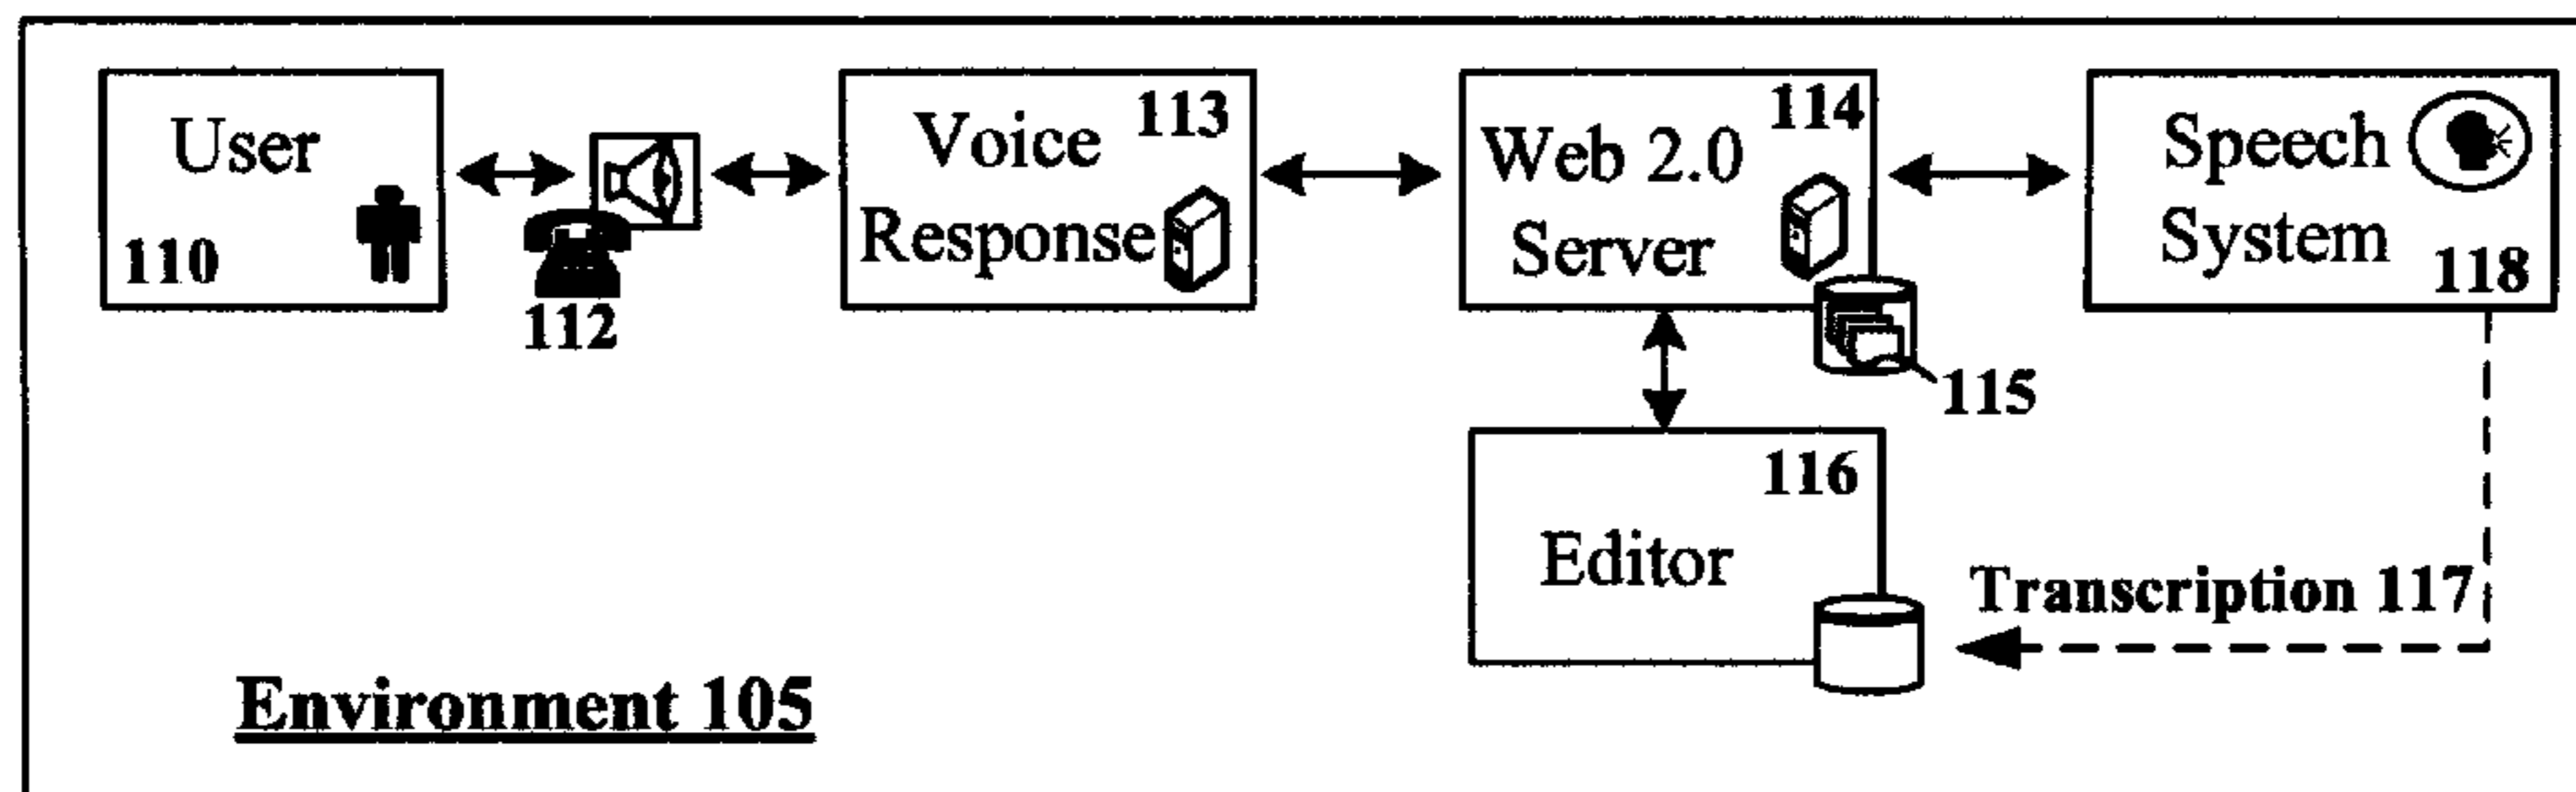 User
110
112
Voice
Response
113
Web 2.0
Server
114
115
Speech
System
118
Editor
116
Transcription 117
Environment 105